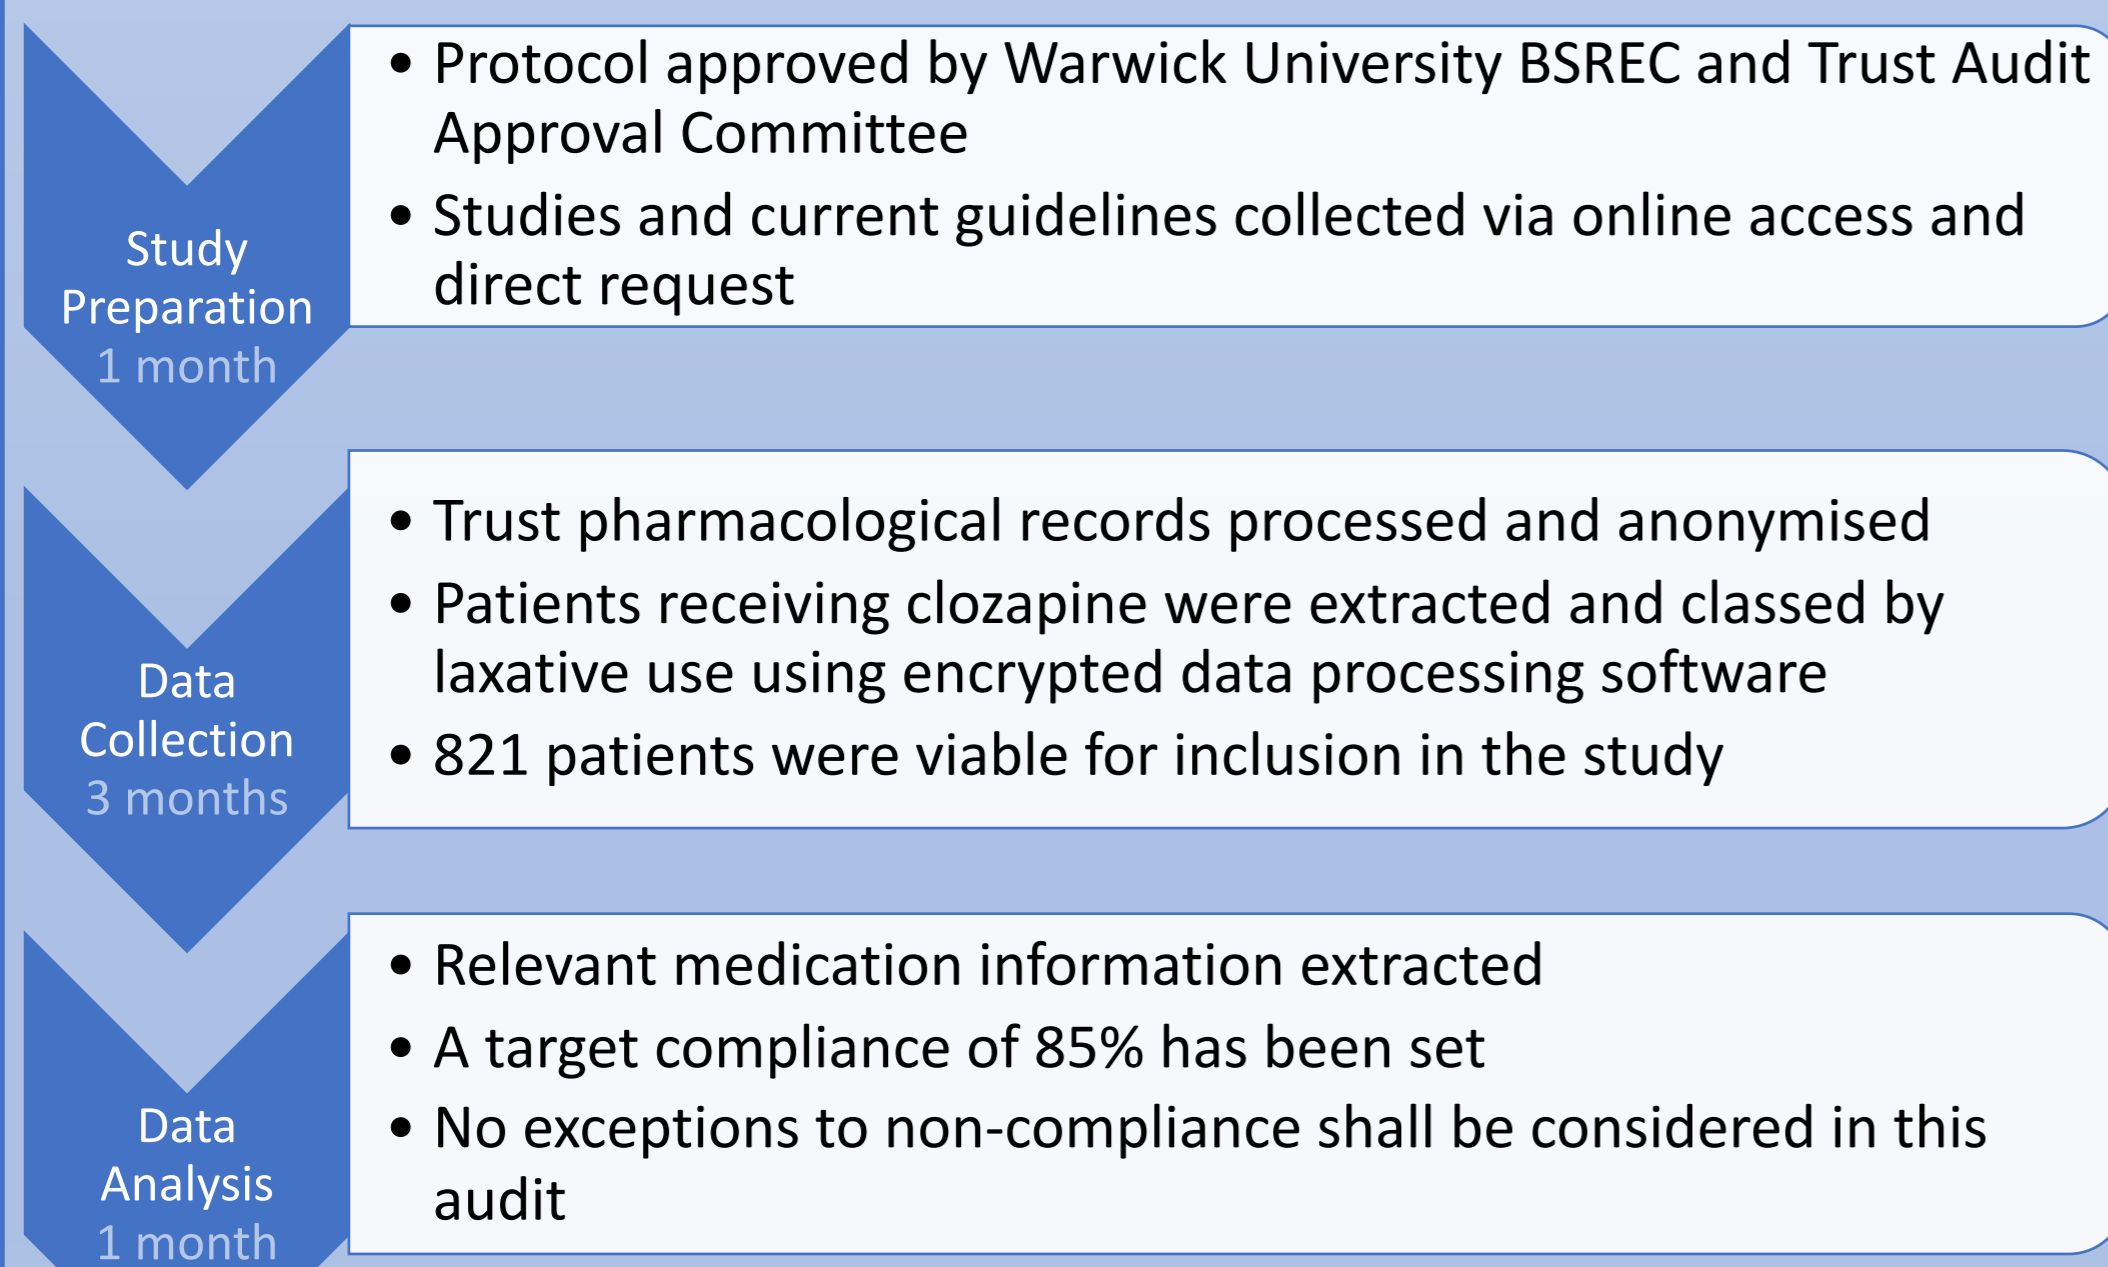 Study
Preparation
1 month
• Protocol approved by Warwick University BSREC and Trust Audit
Approval Committee
• Studies and current guidelines collected via online access and
direct request
Data
Collection
3 months
• Trust pharmacological records processed and anonymised
• Patients receiving clozapine were extracted and classed by
laxative use using encrypted data processing software
• 821 patients were viable for inclusion in the study
Data
Analysis
1 month
• Relevant medication information extracted
• A target compliance of 85% has been set
• No exceptions to non-compliance shall be considered in this
audit